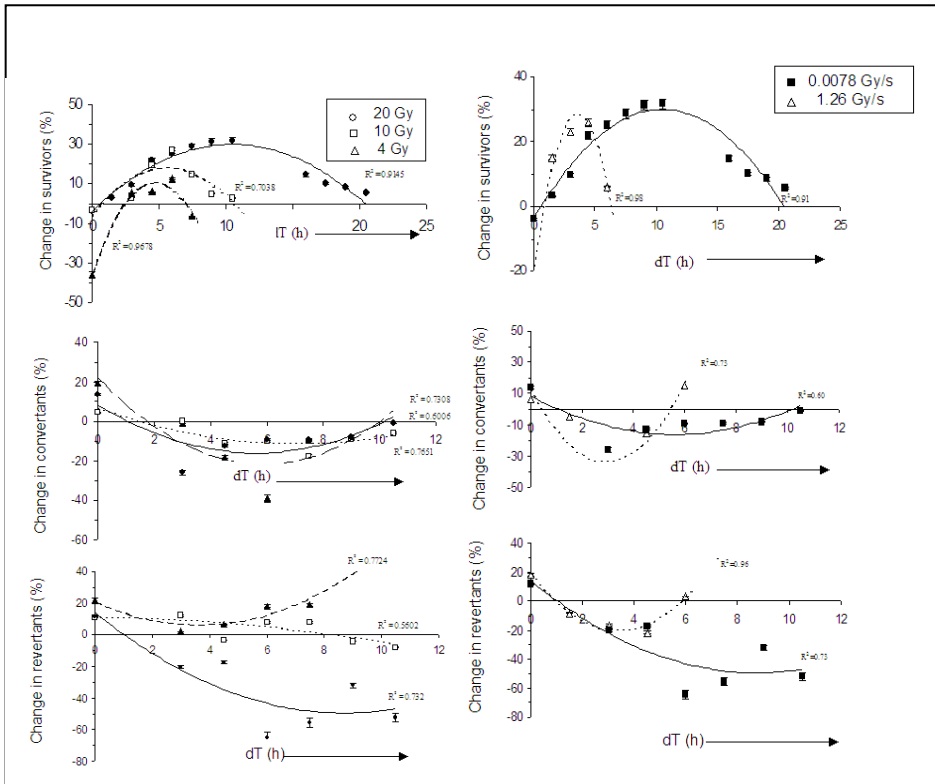 Change in survivors (%)
50
30
10
-10
-30
-50
0
5
10
15
20
25
20 Gy
10 Gy
4 Gy
R²=0.9145
R²=0.7038
R²=0.9678
lT (h)
Change in survivors (%)
40
20
0
-20
0
5
10
15
20
25
0.0078 Gy/s
1.26 Gy/s
R²=0.98
R²=0.91
dT (h)
Change in convertants (%)
40
20
0
-20
-40
-60
0
2
4
6
8
10
12
R²=0.7308
R²=0.6006
R²=0.7651
dT (h)
Change in convertants (%)
50
30
10
-10
-30
-50
0
2
4
6
8
10
12
R²=0.75
R²=0.60
dT (h)
Change in revertants (%)
60
40
20
0
-20
-40
-60
-80
0
2
4
6
8
10
12
R²=0.7724
R²=0.5602
R²=0.732
dT (h)
Change in revertants (%)
40
20
0
-20
-40
-60
-80
0
2
4
6
8
10
12
R²=0.96
R²=0.75
dT (h)